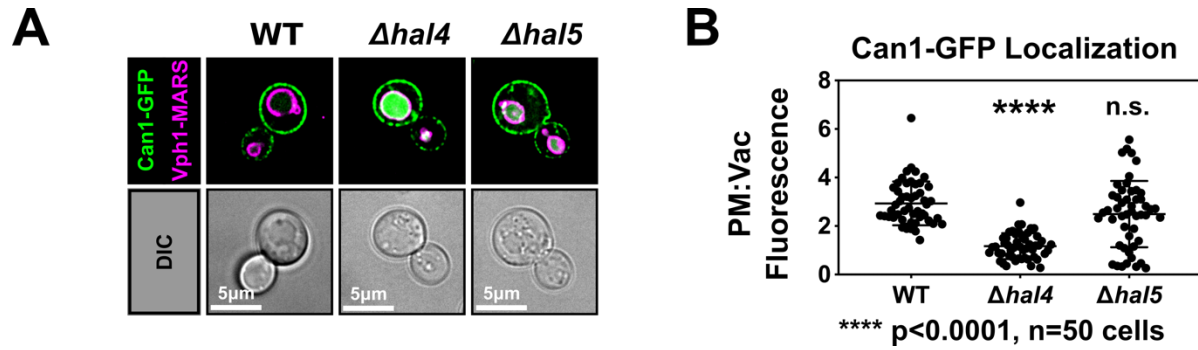 A
WT Δhal4 Δhal5
Can1-GFP
Vph1-MARS
DIC
5µm 5µm 5µm
B
Can1-GFP Localization
PM:Vac
Fluorescence
8
6
4
2
0
**** n.s.
WT Δhal4 Δhal5
**** p<0.0001, n=50 cells